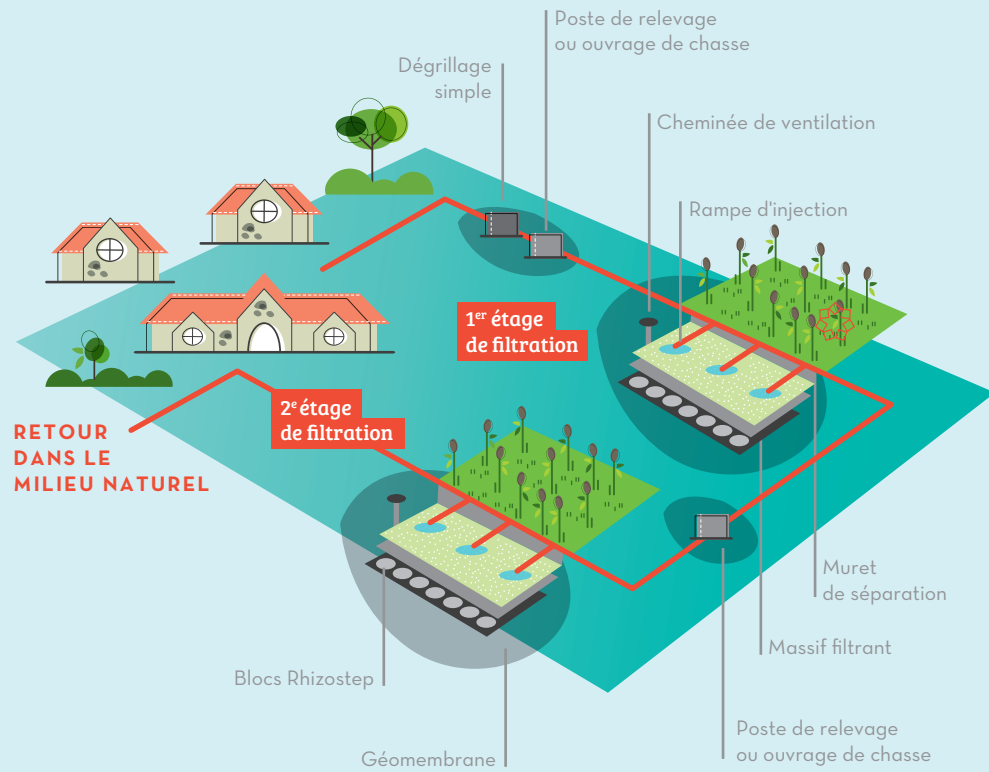 Poste de relevage
ou ouvrage de chasse
Dégrillage
simple
Cheminée de ventilation
Rampe d'injection
1er étage
de filtration
2e étage
de filtration
RETOUR
DANS LE
MILIEU NATUREL
Muret
de séparation
Massif filtrant
Blocs Rhizostep
Poste de relevage
ou ouvrage de chasse
Géomembrane